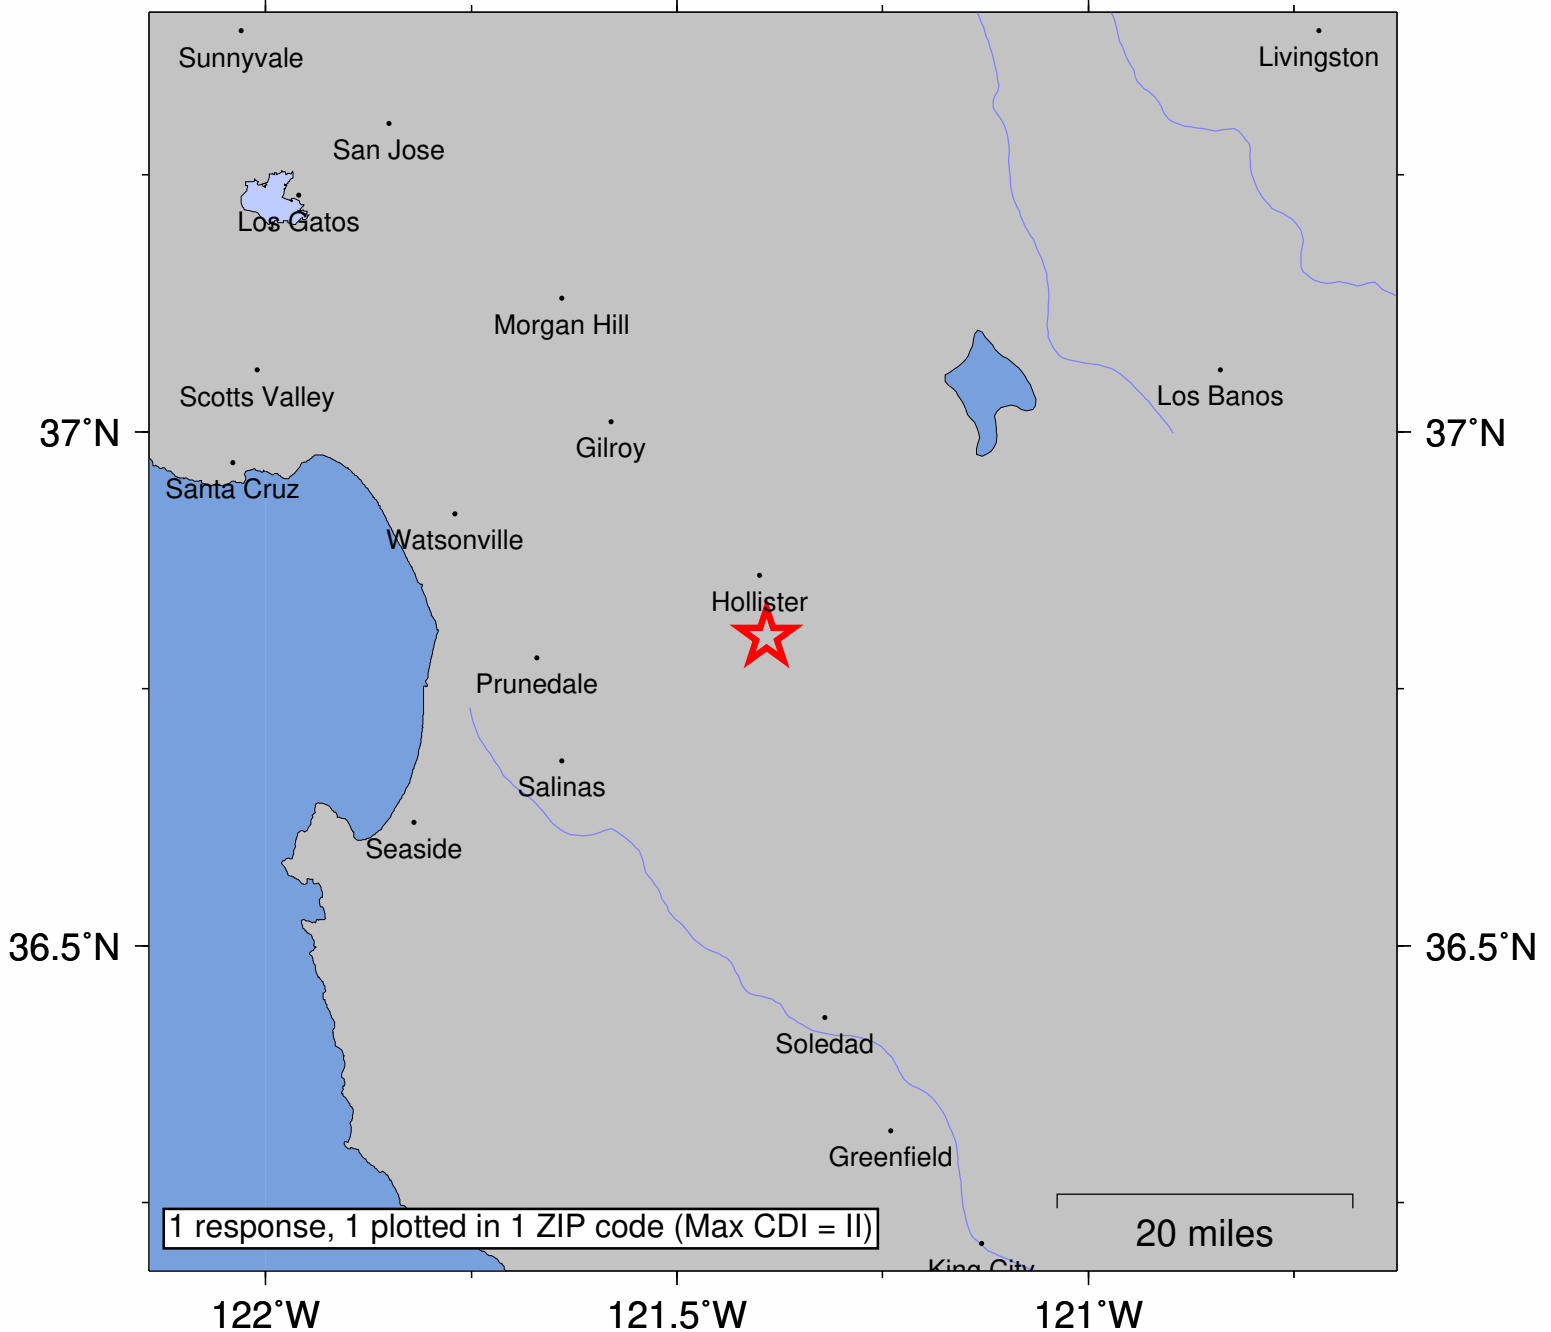 Sunnyvale
Livingston
San Jose
Los Gatos
Morgan Hill
Scotts Valley
Los Banos
37°N
37°N
Gilroy
Santa Cruz
Watsonville
Hollister
Prunedale
Salinas
Seaside
36.5°N
36.5°N
Soledad
Greenfield
1 response, 1 plotted in 1 ZIP code (Max CDI = II)
20 miles
King City
122°W
121.5°W
121°W